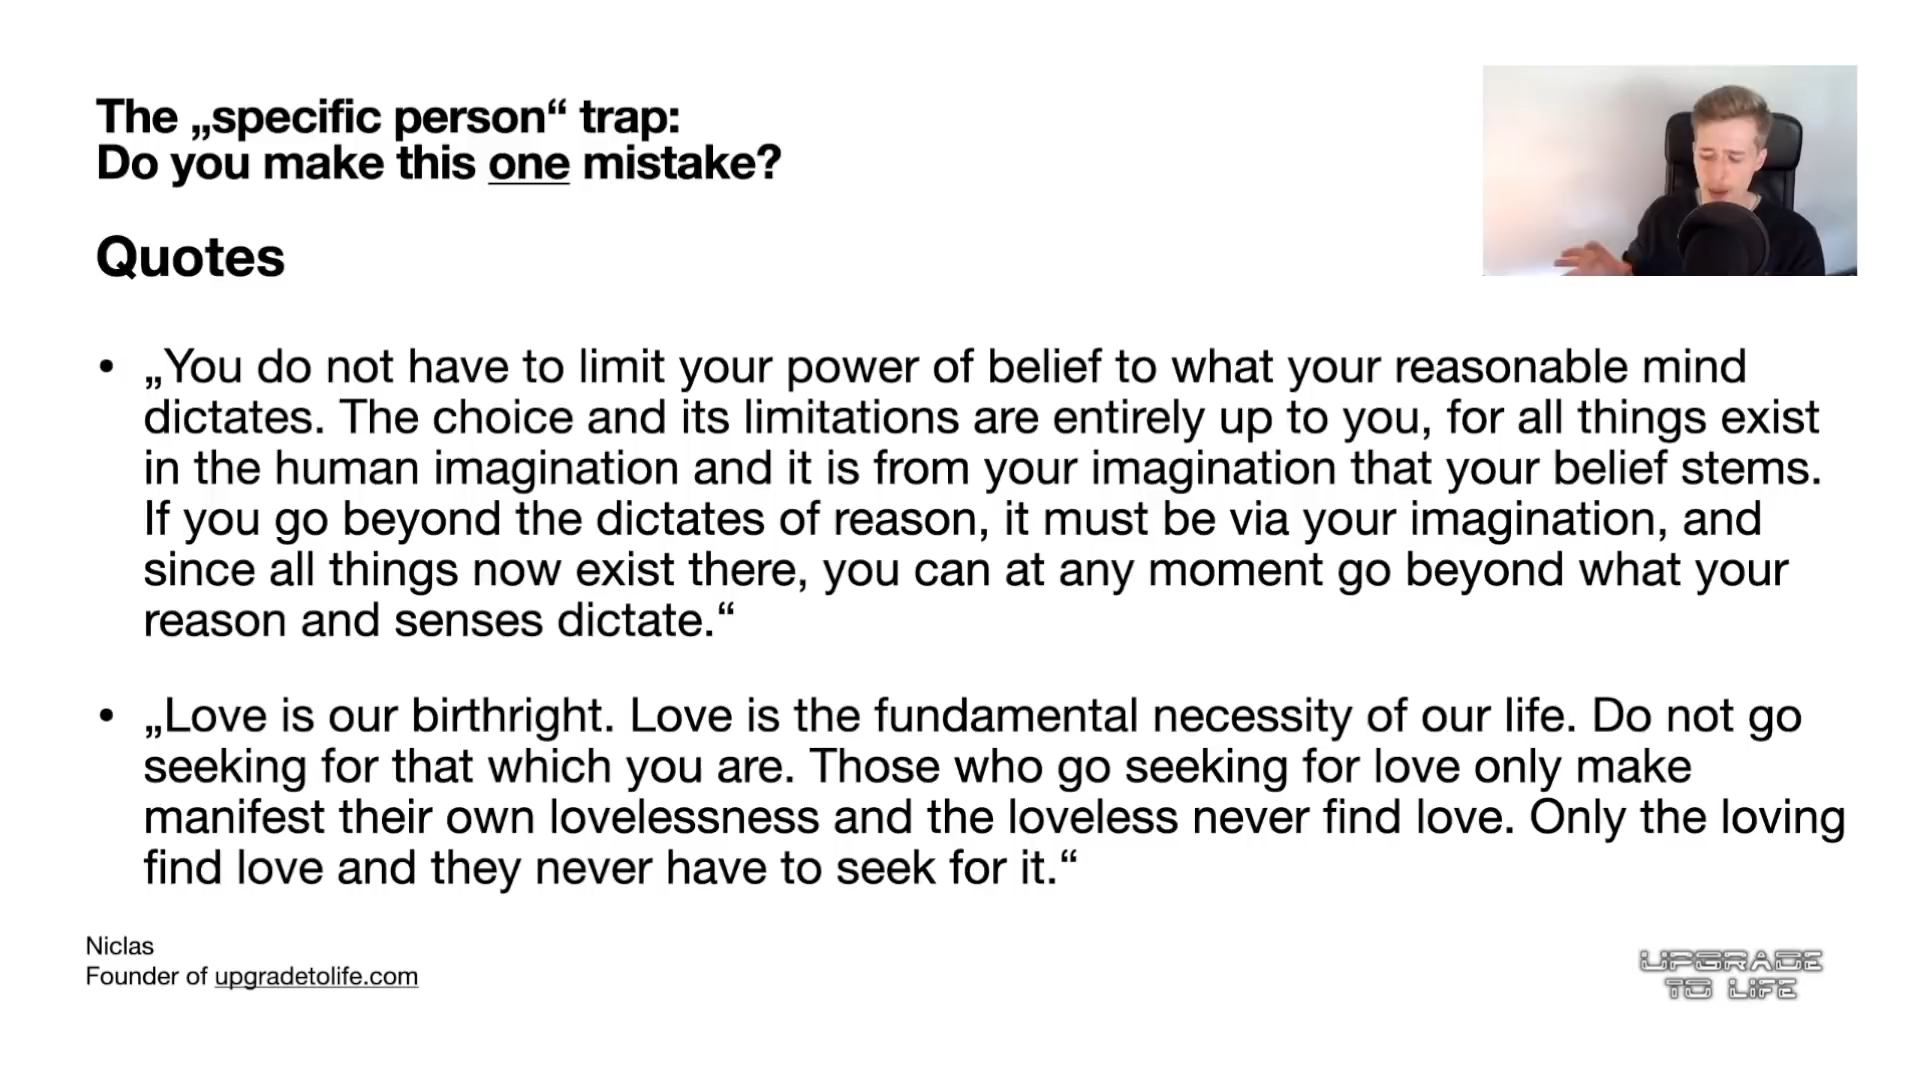 The „specific person“ trap:
Do you make this one mistake?
Quotes
• „You do not have to limit your power of belief to what your reasonable mind
dictates. The choice and its limitations are entirely up to you, for all things exist
in the human imagination and it is from your imagination that your belief stems.
If you go beyond the dictates of reason, it must be via your imagination, and
since all things now exist there, you can at any moment go beyond what your
reason and senses dictate.“
• „Love is our birthright. Love is the fundamental necessity of our life. Do not go
seeking for that which you are. Those who go seeking for love only make
manifest their own lovelessness and the loveless never find love. Only the loving
find love and they never have to seek for it.“
Niclas
Founder of upgradetolife.com
UPGRADE
TO LIFE